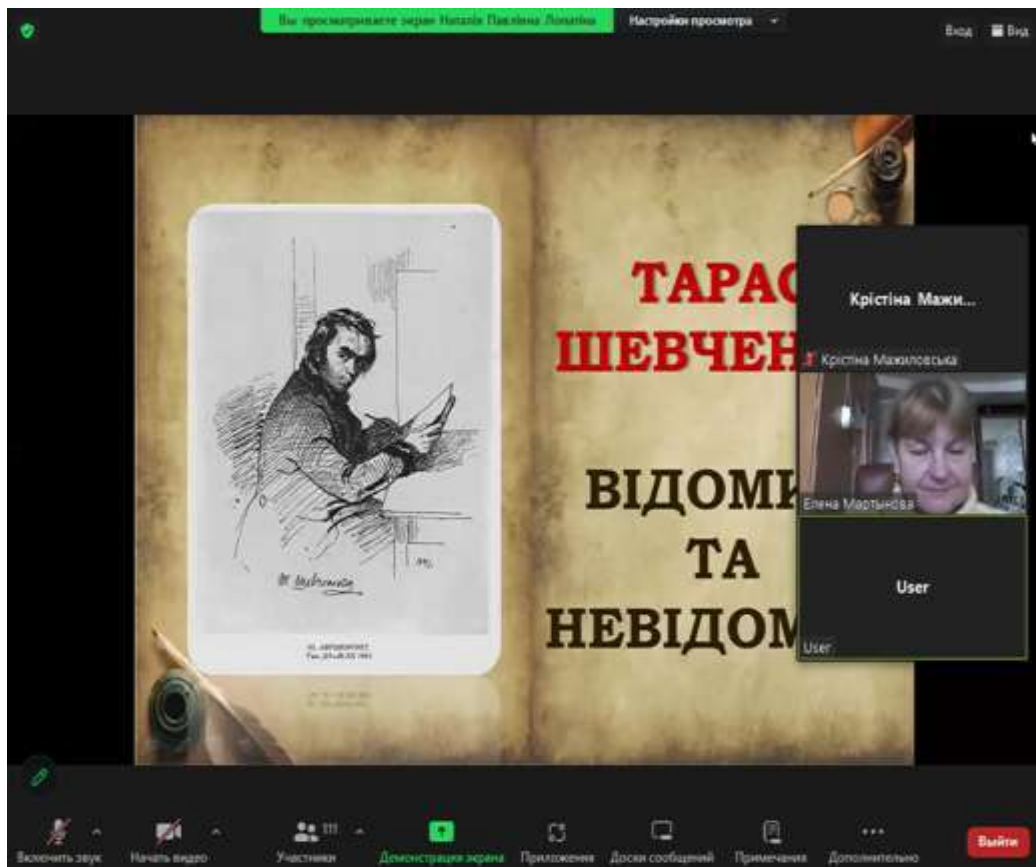 Вы просматриваете экран Наталія Павлівна Лопатіна
Настройки просмотра
Вход
Вид
ТАРАС
ШЕВЧЕН
ВІДОМИ
ТА
НЕВІДОМ
Крістіна Мажи...
Крістіна Мажиловська
Елена Мартынова
User
User
Включить звук
Начать видео
Участники
111
Демонстрация экрана
Приложения
Доски сообщений
Примечания
Дополнительно
Выйти